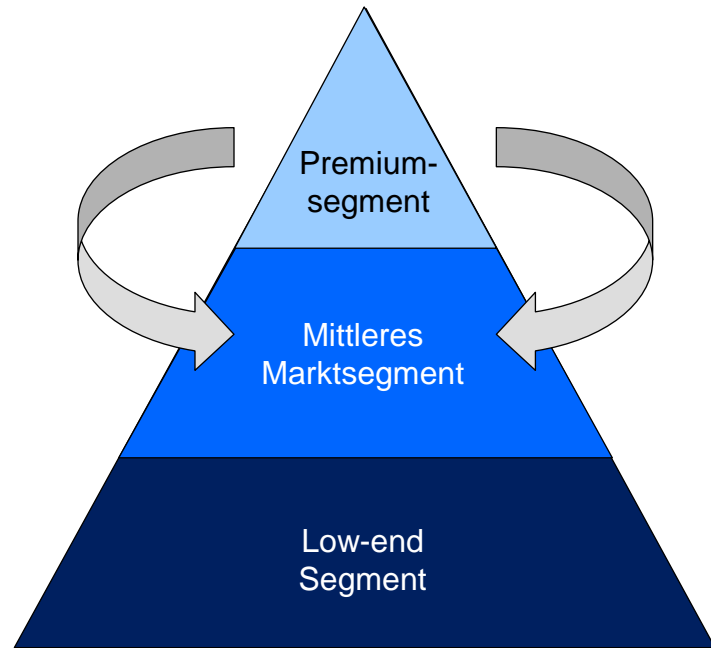 Premium-
segment
Mittleres
Marktsegment
Low-end
Segment